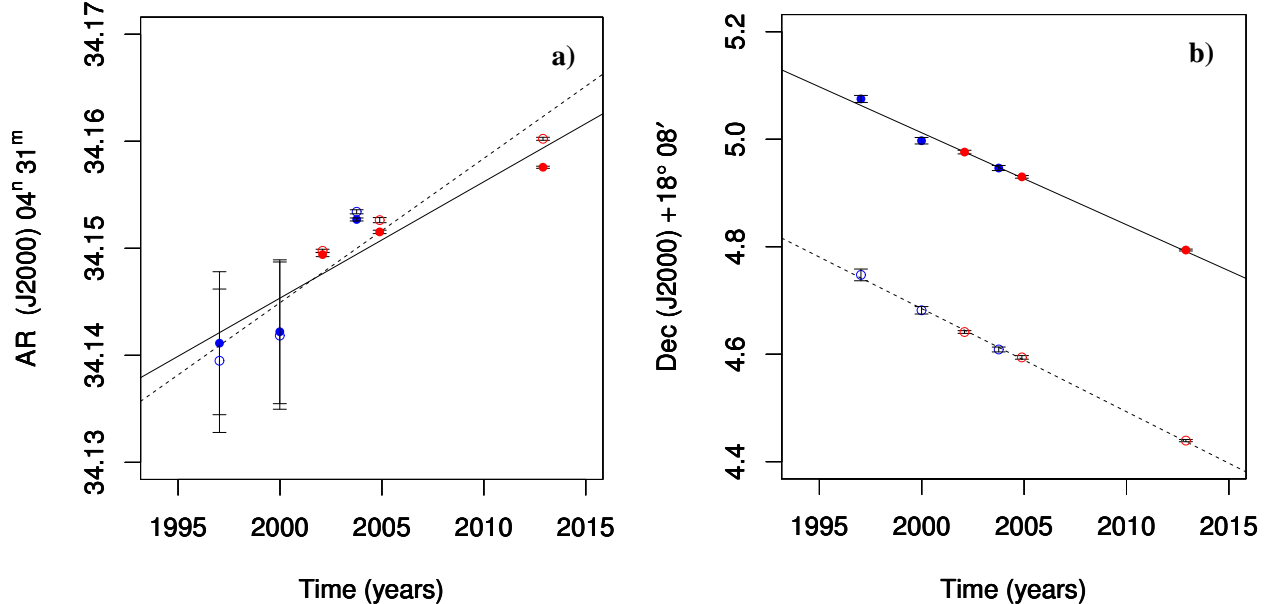 a)
34.17
34.16
34.15
34.14
34.13
AR (J2000) 04ⁿ 31ᵐ
1995 2000 2005 2010 2015
Time (years)
b)
5.2
5.0
4.8
4.6
4.4
Dec (J2000) +18° 08′
1995 2000 2005 2010 2015
Time (years)